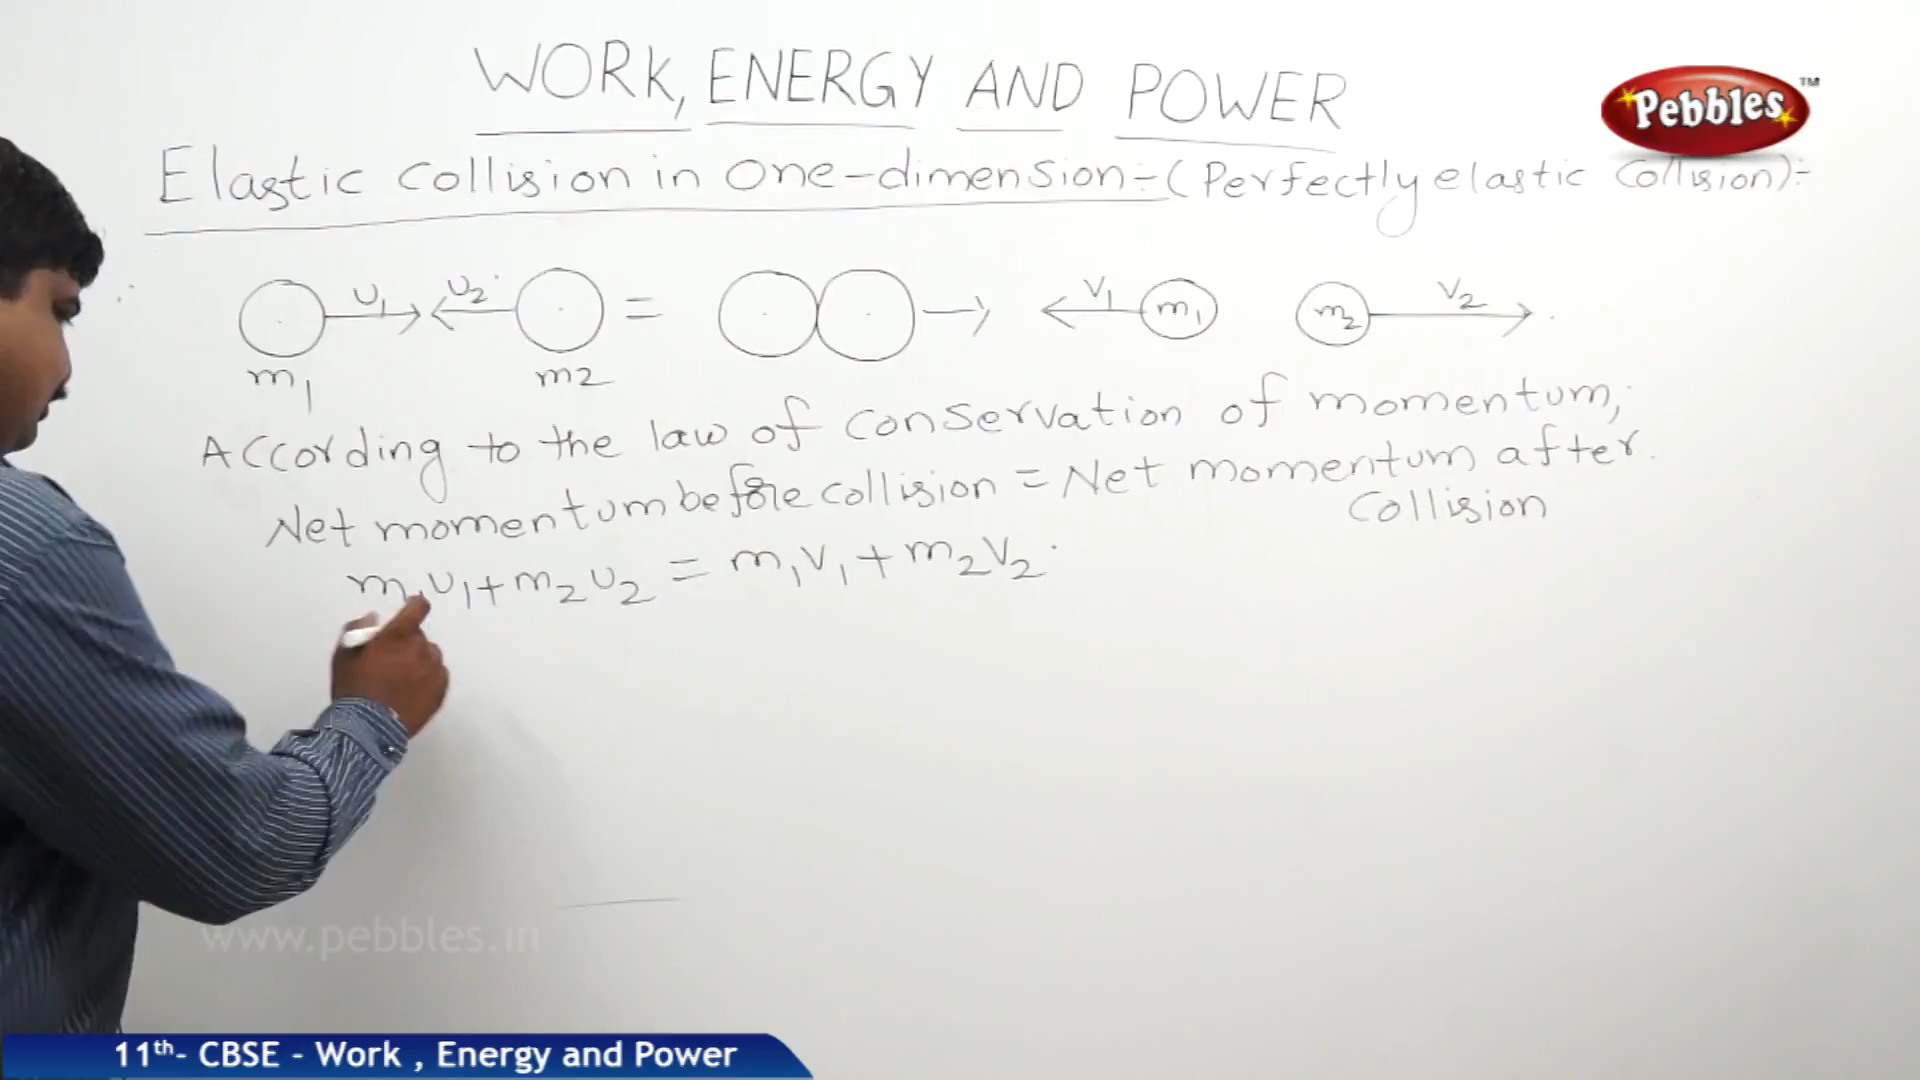 WORK, ENERGY AND POWER
Pebbles™
Elastic collision in one-dimension:- (Perfectly elastic collision):-
U1 U2 = V1 m1 m2 V2
m1 m2
According to the law of conservation of momentum;
Net momentum before collision = Net momentum after
collision
m1U1 + m2U2 = m1V1 + m2V2
www.pebbles.in
11th- CBSE - Work , Energy and Power